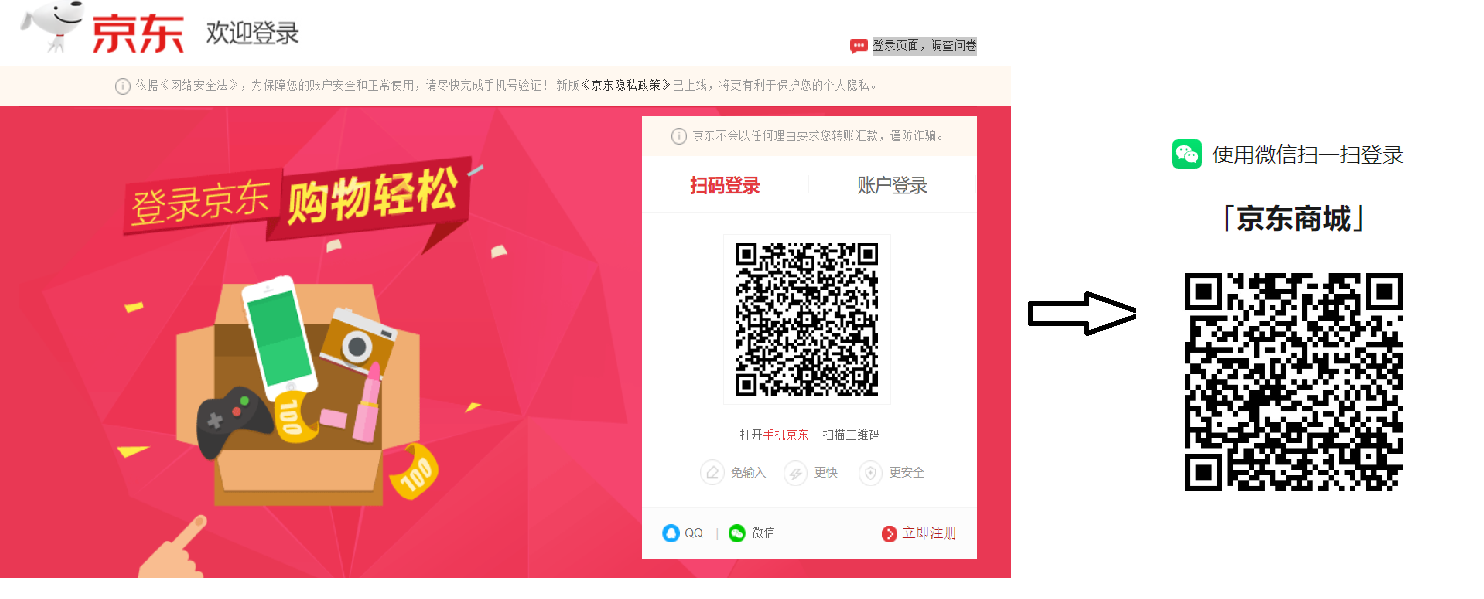 京东 欢迎登录
登录页面，调查问卷
依据《网络安全法》，为保障您的账户安全和正常使用，请尽快完成手机号验证！ 新版《京东隐私政策》已上线，将更有利于保护您的个人隐私。
京东不会以任何理由要求您转账汇款，谨防诈骗。
扫码登录 账户登录
登录京东 购物轻松
打开手机京东 扫描二维码
免输入 更快 更安全
QQ | 微信 立即注册
100
100
使用微信扫一扫登录
「京东商城」